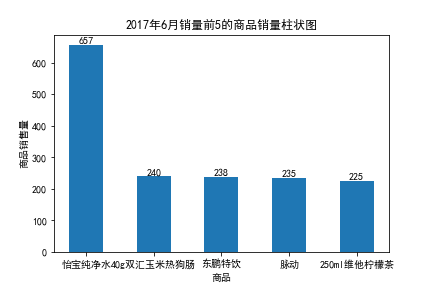 2017年6月销量前5的商品销量柱状图
657
240
238
235
225
600
500
400
300
200
100
0
商品销售量
怡宝纯净水
40g双汇玉米热狗肠
东鹏特饮
脉动
250ml维他柠檬茶
商品